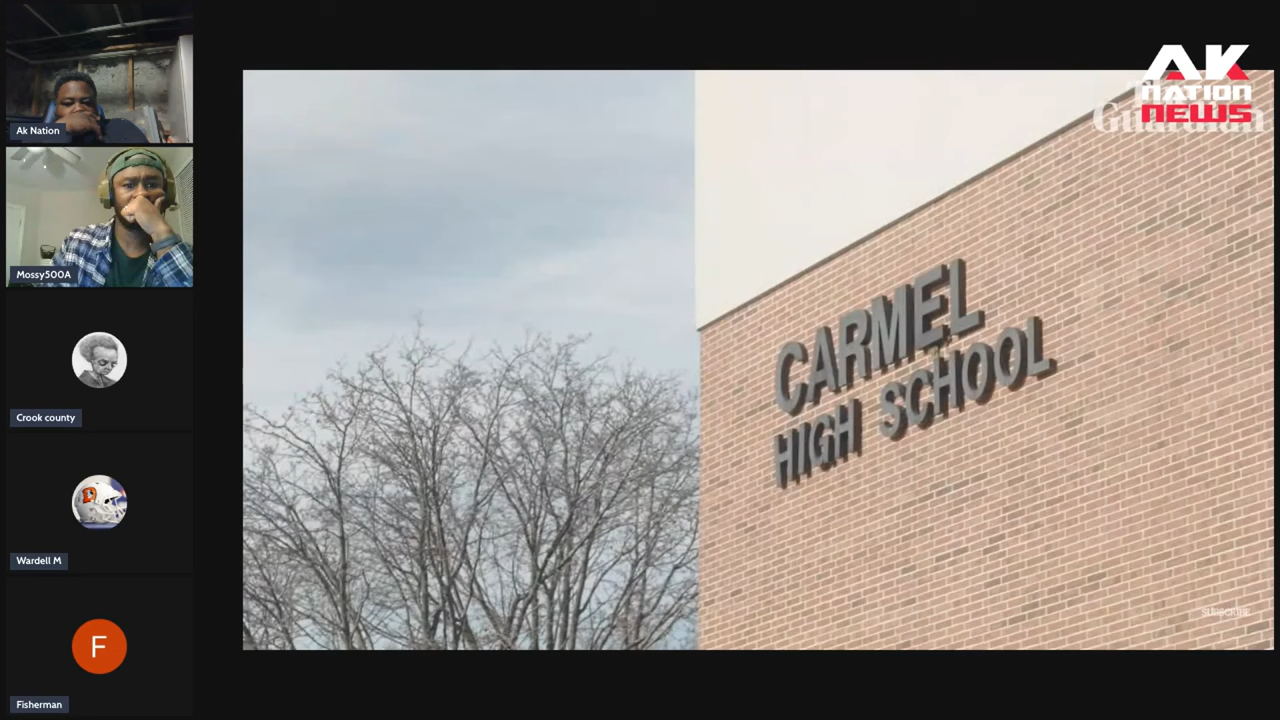 Ak Nation
Mossy500A
Crook county
Wardell M
F
Fisherman
CARMEL
HIGH SCHOOL
AK
NATION
NEWS
Guardian
SUBSCRIBE